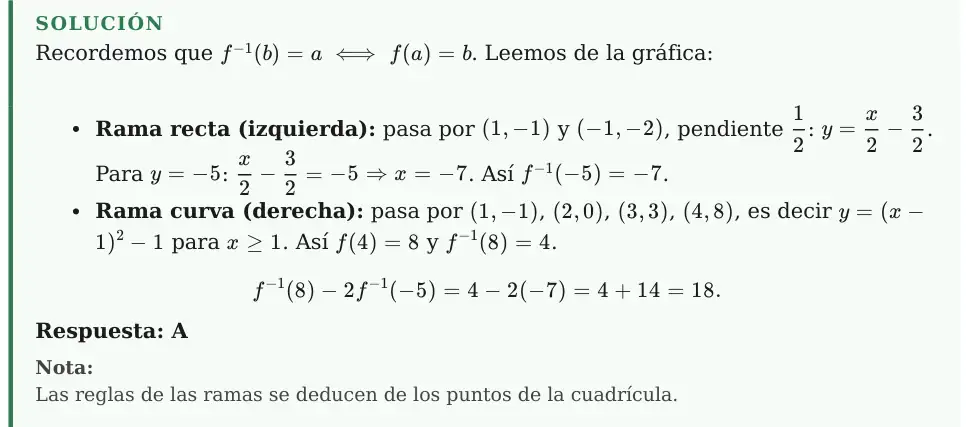 SOLUCIÓN
Recordemos que f⁻¹(b) = a ⟺ f(a) = b. Leemos de la gráfica:
• Rama recta (izquierda): pasa por (1, −1) y (−1, −2), pendiente 1/2: y = x/2 − 3/2.
Para y = −5: x/2 − 3/2 = −5 ⇒ x = −7. Así f⁻¹(−5) = −7.
• Rama curva (derecha): pasa por (1, −1), (2, 0), (3, 3), (4, 8), es decir y = (x −
1)² − 1 para x ≥ 1. Así f(4) = 8 y f⁻¹(8) = 4.
f⁻¹(8) − 2f⁻¹(−5) = 4 − 2(−7) = 4 + 14 = 18.
Respuesta: A
Nota:
Las reglas de las ramas se deducen de los puntos de la cuadrícula.